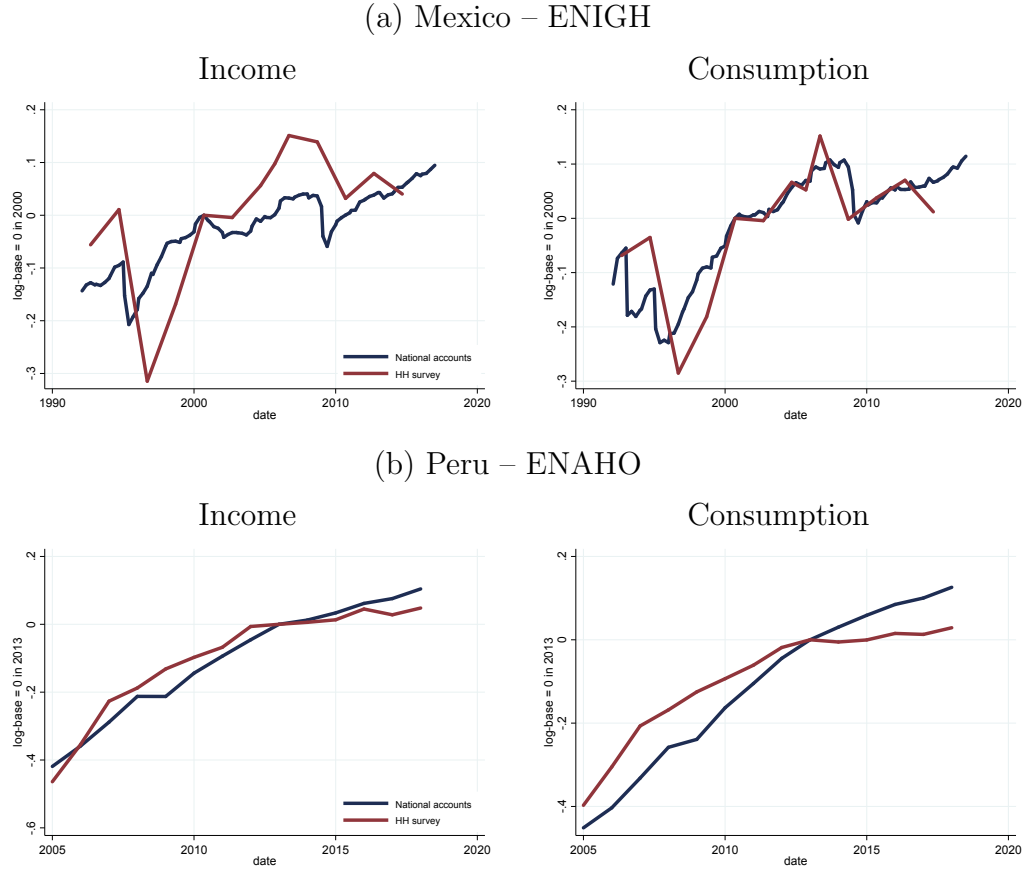 (a) Mexico – ENIGH
Income
Consumption
log-base = 0 in 2000
.2
.1
0
-.1
-.2
-.3
1990
2000
2010
2020
date
National accounts
HH survey
log-base = 0 in 2000
.2
.1
0
-.1
-.2
-.3
1990
2000
2010
2020
date
(b) Peru – ENAHO
Income
Consumption
log-base = 0 in 2013
.2
0
-.2
-.4
-.6
2005
2010
2015
2020
date
National accounts
HH survey
log-base = 0 in 2013
.2
0
-.2
-.4
2005
2010
2015
2020
date